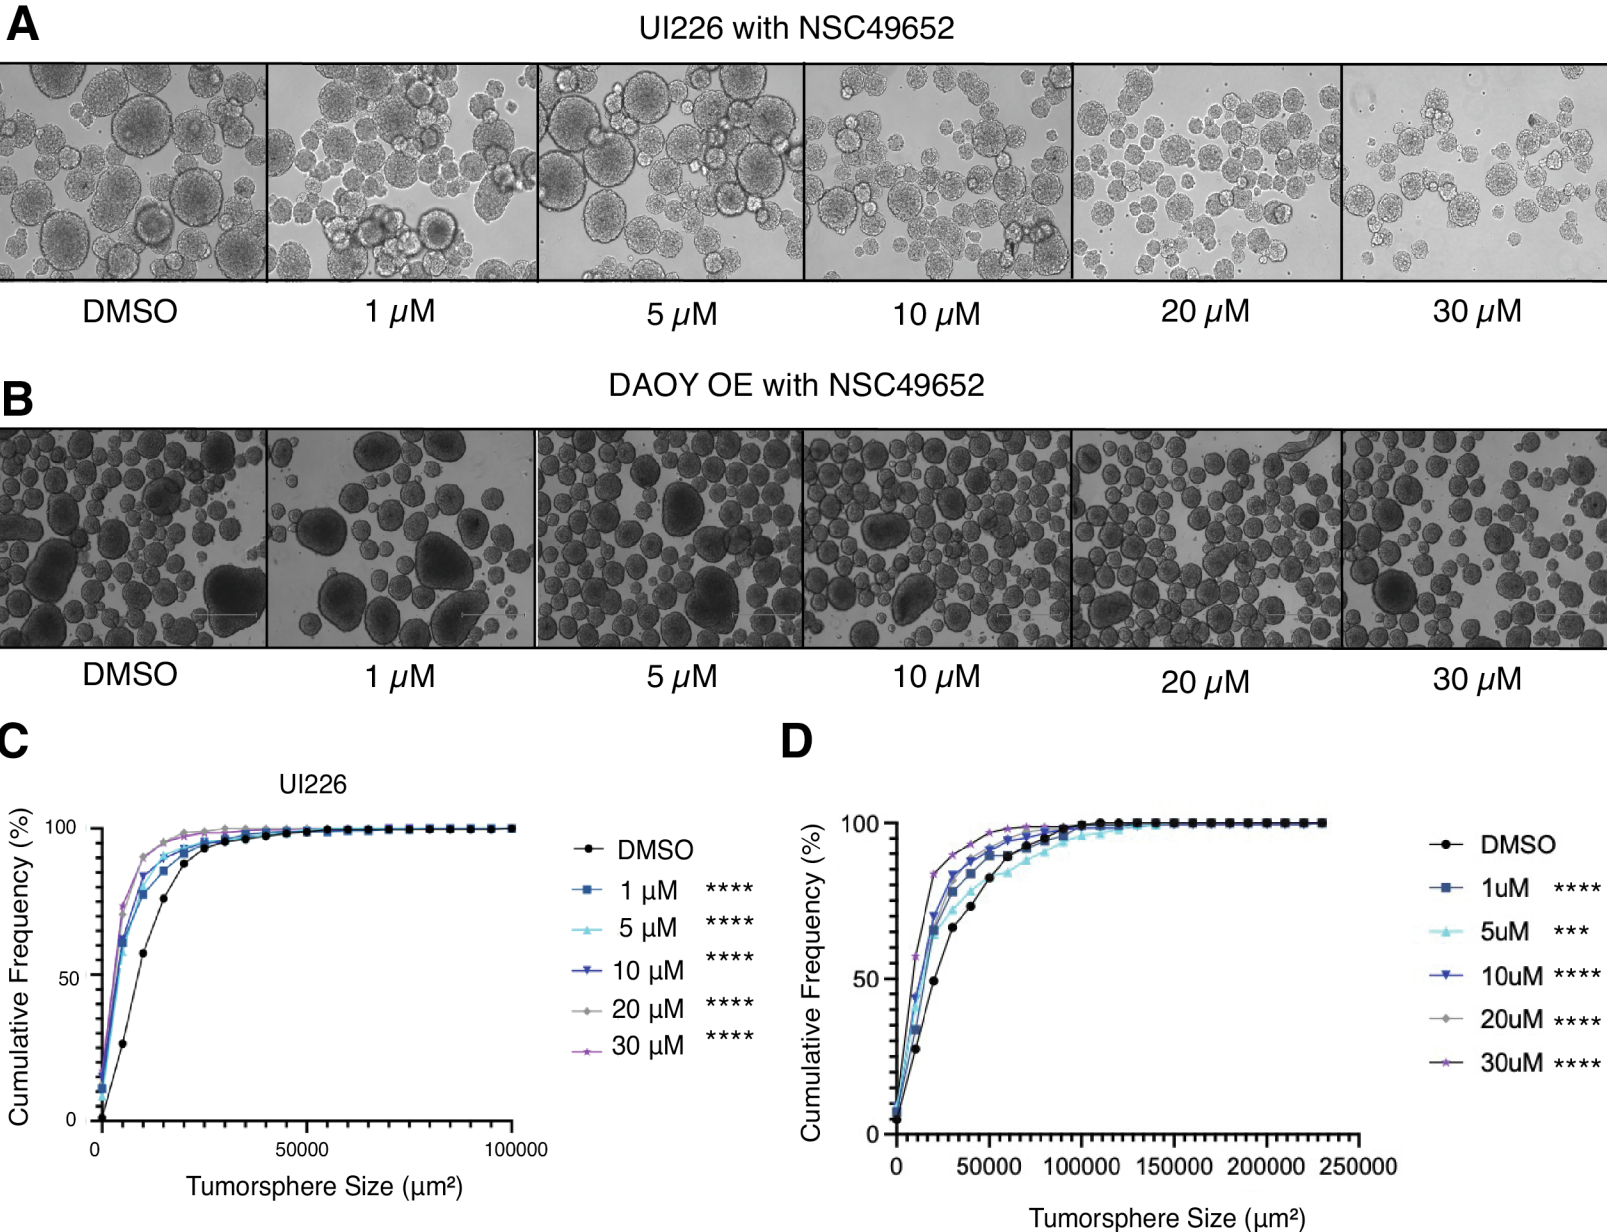 A
UI226 with NSC49652
DMSO
1 µM
5 µM
10 µM
20 µM
30 µM
B
DAOY OE with NSC49652
DMSO
1 µM
5 µM
10 µM
20 µM
30 µM
C
UI226
Cumulative Frequency (%)
100
50
0
0
50000
100000
Tumorsphere Size (µm²)
DMSO
1 µM ****
5 µM ****
10 µM ****
20 µM ****
30 µM ****
D
Cumulative Frequency (%)
100
50
0
0
50000
100000
150000
200000
250000
Tumorsphere Size (µm²)
DMSO
1uM ****
5uM ***
10uM ****
20uM ****
30uM ****